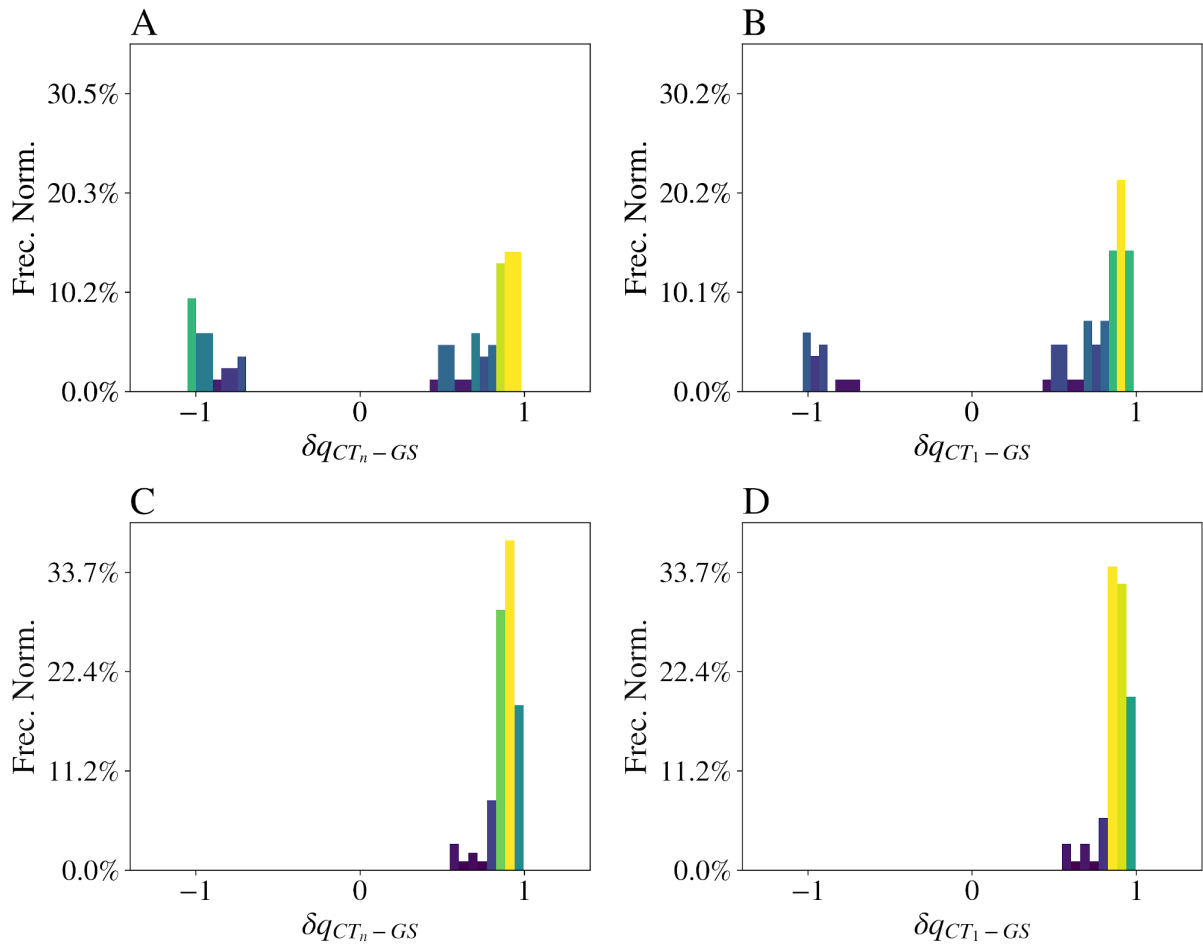 A
Frec. Norm.
30.5%
20.3%
10.2%
0.0%
−1
0
1
δq_{CT_n − GS}
B
Frec. Norm.
30.2%
20.2%
10.1%
0.0%
−1
0
1
δq_{CT_1 − GS}
C
Frec. Norm.
33.7%
22.4%
11.2%
0.0%
−1
0
1
δq_{CT_n − GS}
D
Frec. Norm.
33.7%
22.4%
11.2%
0.0%
−1
0
1
δq_{CT_1 − GS}